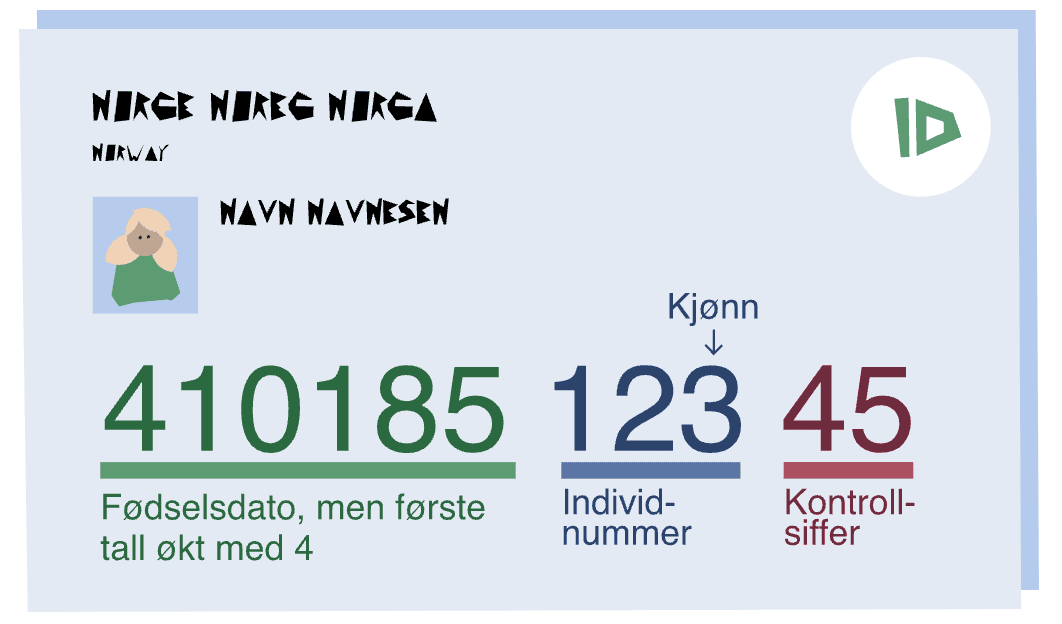 NORGE NOREG NORGA
NORWAY
ID
NAVN NAVNESEN
Kjønn
↓
410185 123 45
Fødselsdato, men første
tall økt med 4
Individ-
nummer
Kontroll-
siffer